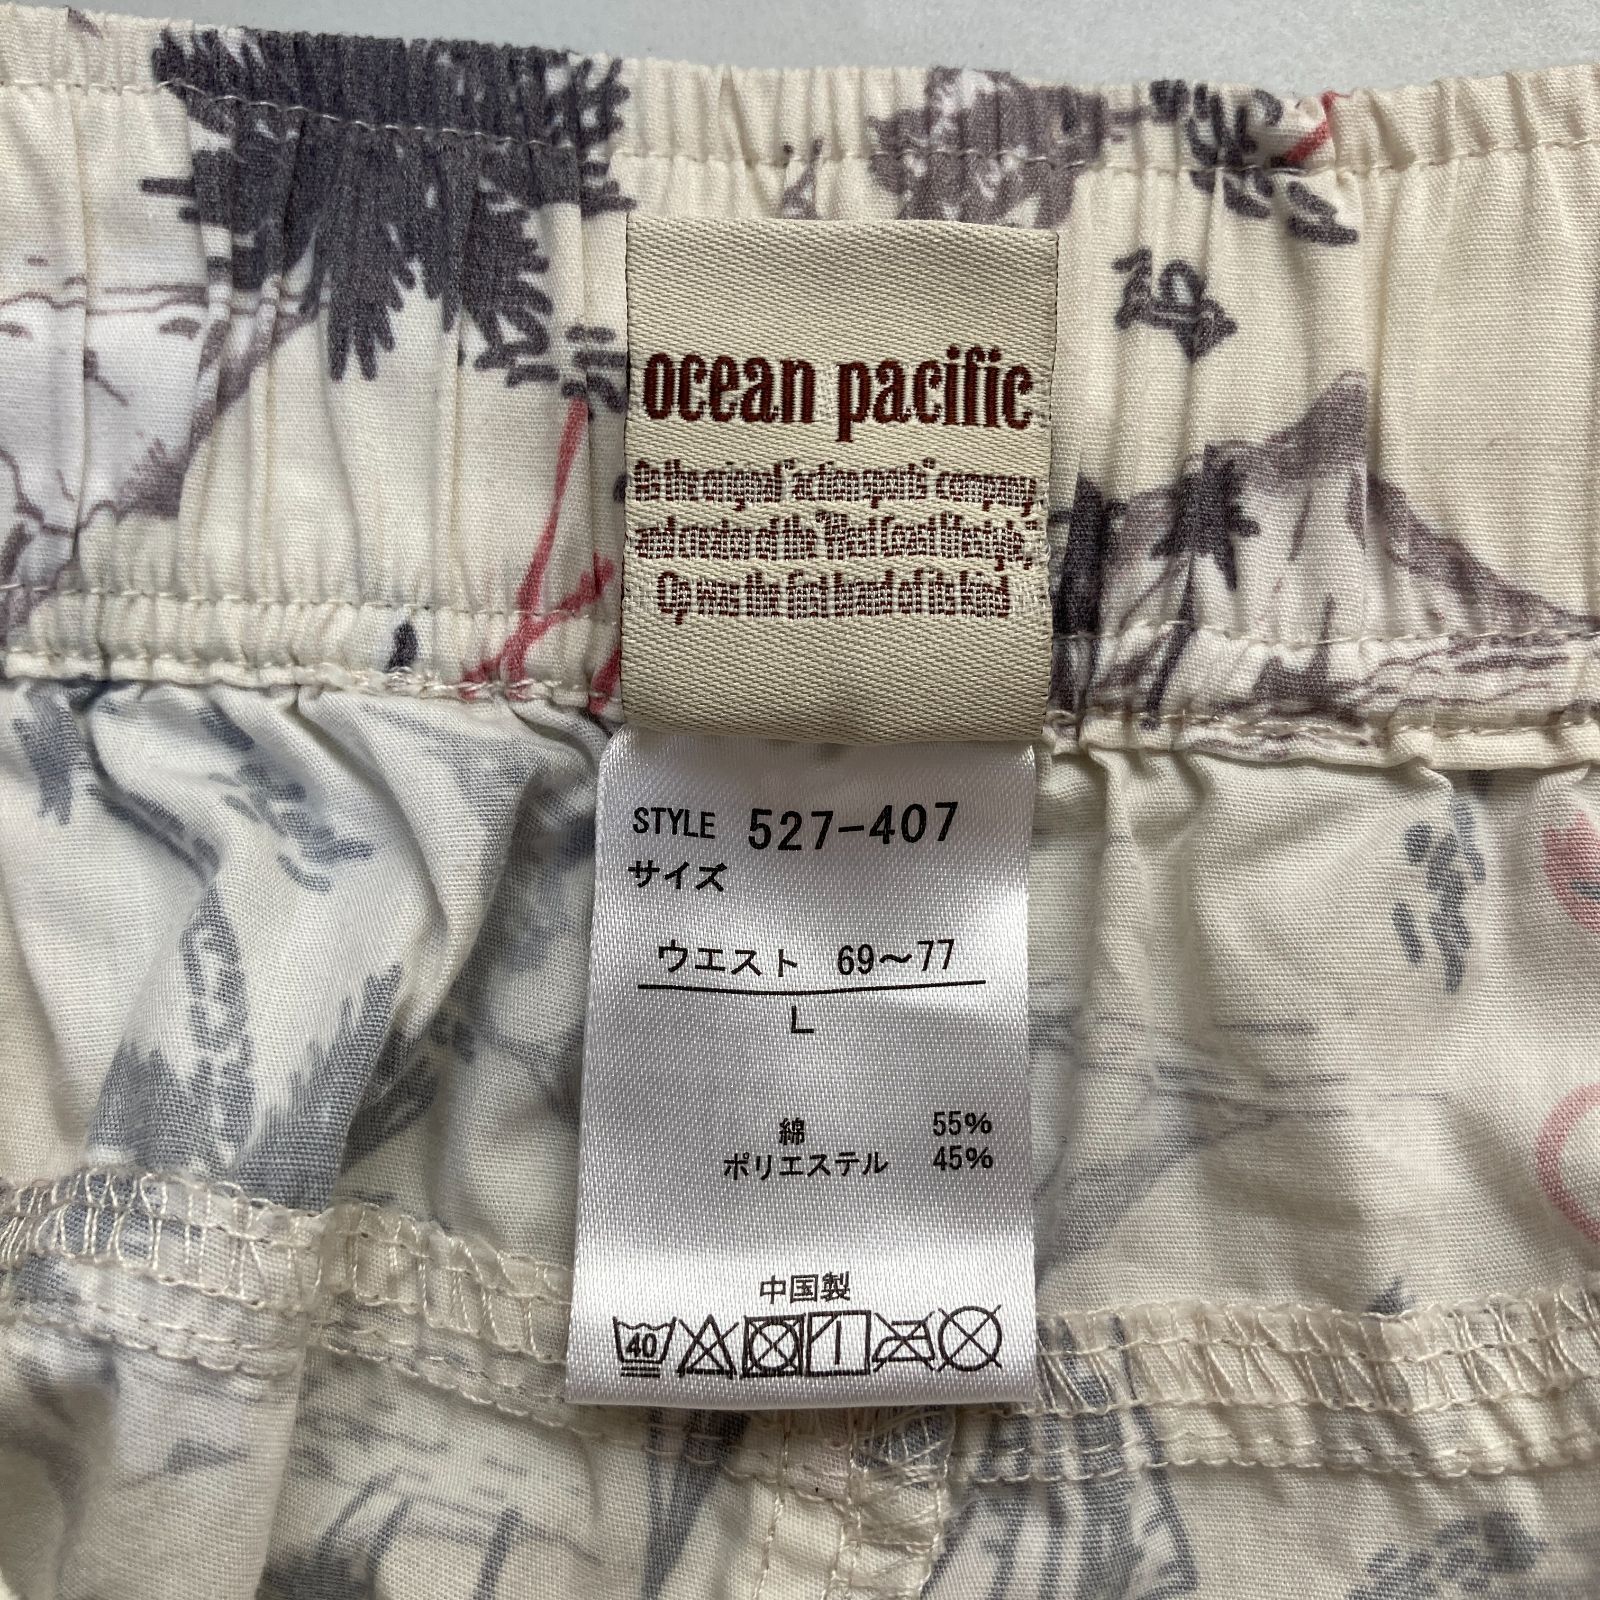 ocean pacific
As the original "action sports" company,
and creator of the "West Coast lifestyle,"
Op was the first brand of its kind
STYLE 527-407
サイズ
ウエスト 69～77
L
綿 55%
ポリエステル 45%
中国製
40